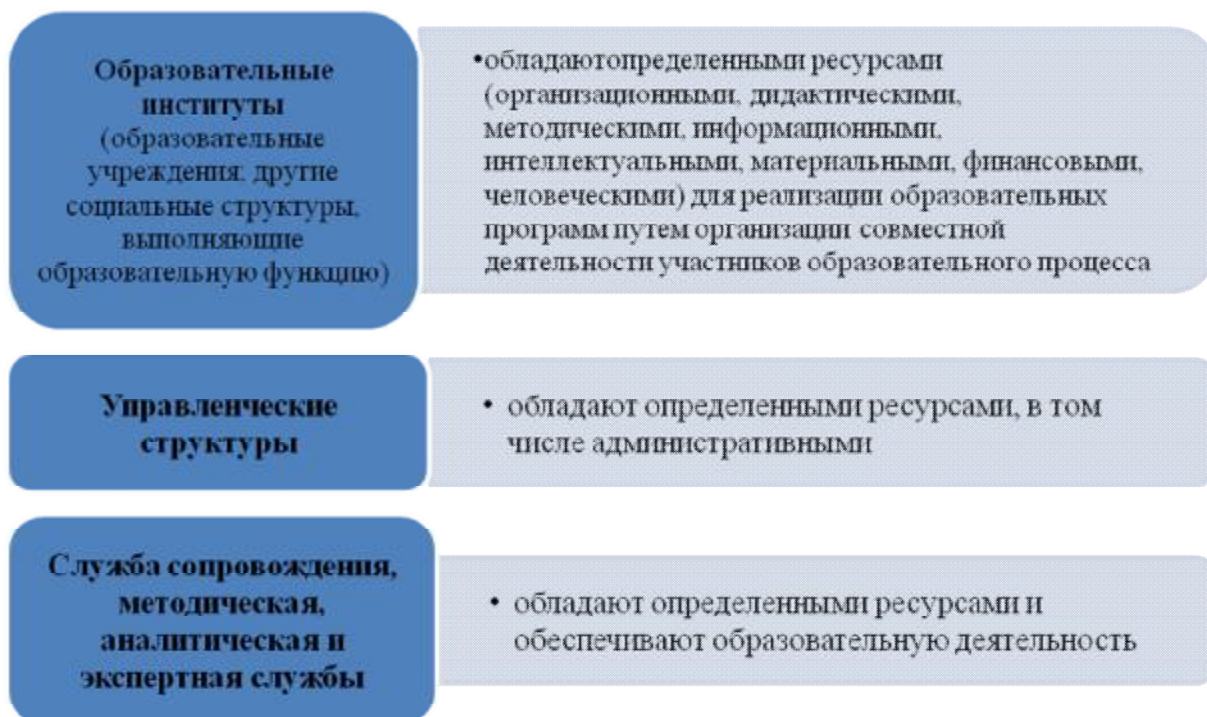 Образовательные
институты
(образовательные
учреждения; другие
социальные структуры,
выполняющие
образовательную функцию)
•обладаютопределенными ресурсами
(организационными, дидактическими,
методическими, информационными,
интеллектуальными, материальными, финансовыми,
человеческими) для реализации образовательных
программ путем организации совместной
деятельности участников образовательного процесса
Управленческие
структуры
• обладают определенными ресурсами, в том
числе административными
Служба сопровождения,
методическая,
аналитическая и
экспертная службы
• обладают определенными ресурсами и
обеспечивают образовательную деятельность